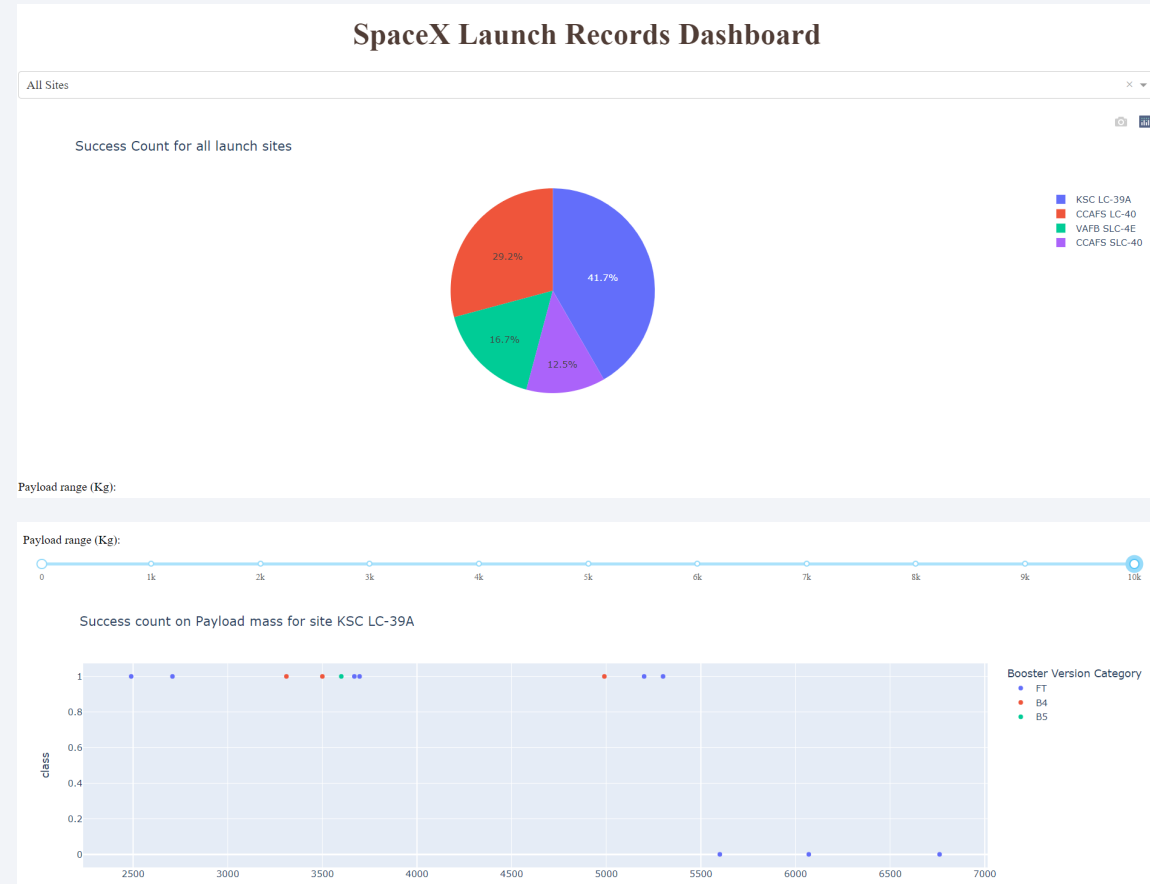 SpaceX Launch Records Dashboard
All Sites
Success Count for all launch sites
KSC LC-39A
CCAFS LC-40
VAFB SLC-4E
CCAFS SLC-40
29.2%
41.7%
16.7%
12.5%
Payload range (Kg):
Payload range (Kg):
0 1k 2k 3k 4k 5k 6k 7k 8k 9k 10k
Success count on Payload mass for site KSC LC-39A
Booster Version Category
FT
B4
B5
1
0.8
0.6
0.4
0.2
0
class
2500 3000 3500 4000 4500 5000 5500 6000 6500 7000